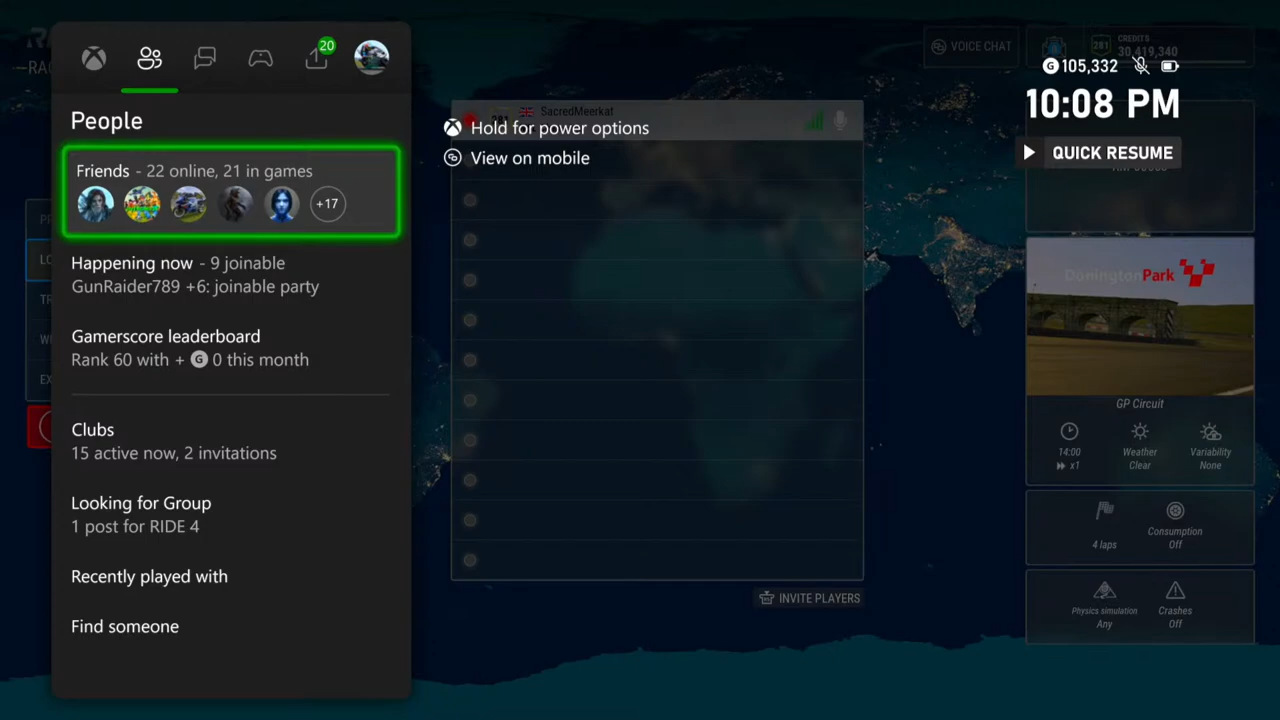 20
People
Friends - 22 online, 21 in games
+17
Happening now - 9 joinable
GunRaider789 +6: joinable party
Gamerscore leaderboard
Rank 60 with + G 0 this month
Clubs
15 active now, 2 invitations
Looking for Group
1 post for RIDE 4
Recently played with
Find someone
SacredMeerkat
Hold for power options
View on mobile
INVITE PLAYERS
VOICE CHAT
281
CREDITS
30,419,340
G 105,332
10:08 PM
QUICK RESUME
DoningtonPark
GP Circuit
14:00
x1
Weather
Clear
Variability
None
4 laps
Consumption
Off
Physics simulation
Any
Crashes
Off